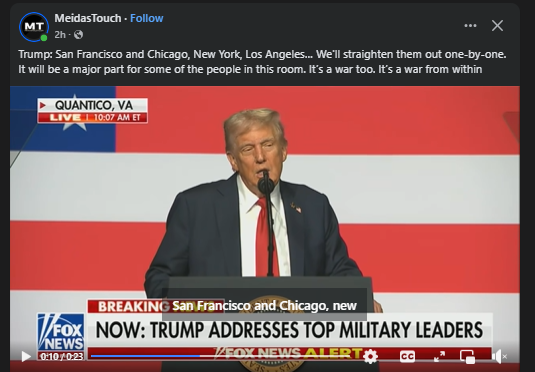 MT
MeidasTouch · Follow
2h ·
Trump: San Francisco and Chicago, New York, Los Angeles... We'll straighten them out one-by-one.
It will be a major part for some of the people in this room. It's a war too. It's a war from within
QUANTICO, VA
LIVE 10:07 AM ET
BREAKING
San Francisco and Chicago, new
FOX
NEWS
NOW: TRUMP ADDRESSES TOP MILITARY LEADERS
0:10 / 0:23
FOX NEWS ALERT
CC